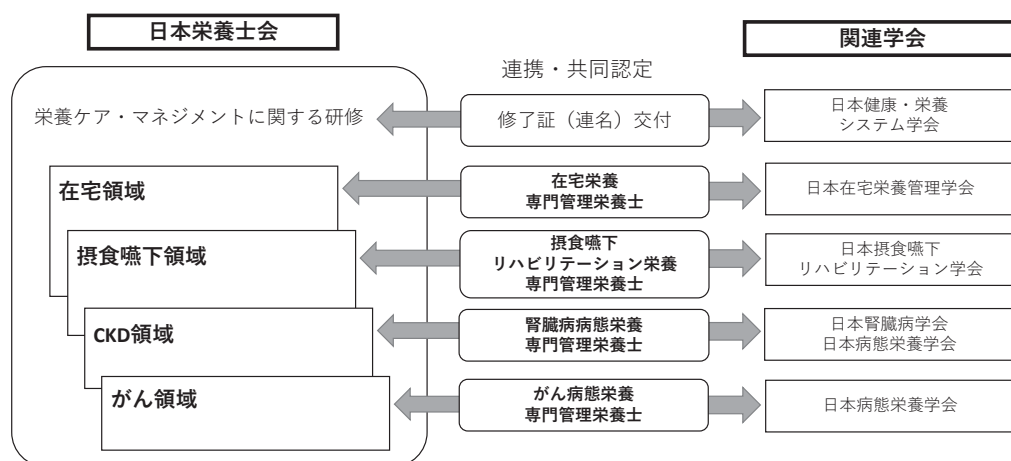 日本栄養士会
関連学会
連携・共同認定
栄養ケア・マネジメントに関する研修
修了証（連名）交付
日本健康・栄養
システム学会
在宅領域
在宅栄養
専門管理栄養士
日本在宅栄養管理学会
摂食嚥下領域
摂食嚥下
リハビリテーション栄養
専門管理栄養士
日本摂食嚥下
リハビリテーション学会
CKD領域
腎臓病病態栄養
専門管理栄養士
日本腎臓病学会
日本病態栄養学会
がん領域
がん病態栄養
専門管理栄養士
日本病態栄養学会